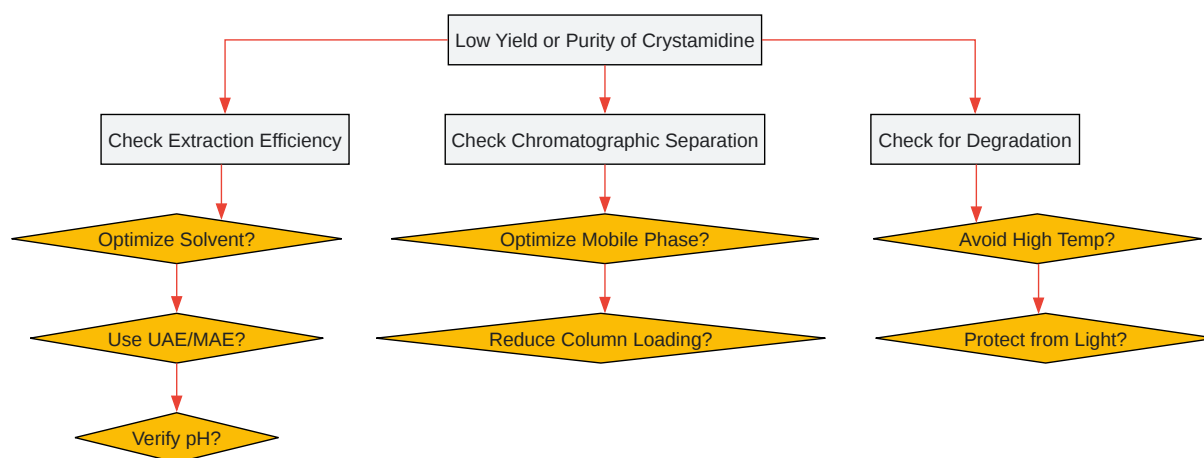 Low Yield or Purity of Crystamidine
Check Extraction Efficiency
Check Chromatographic Separation
Check for Degradation
Optimize Solvent?
Optimize Mobile Phase?
Avoid High Temp?
Use UAE/MAE?
Reduce Column Loading?
Protect from Light?
Verify pH?